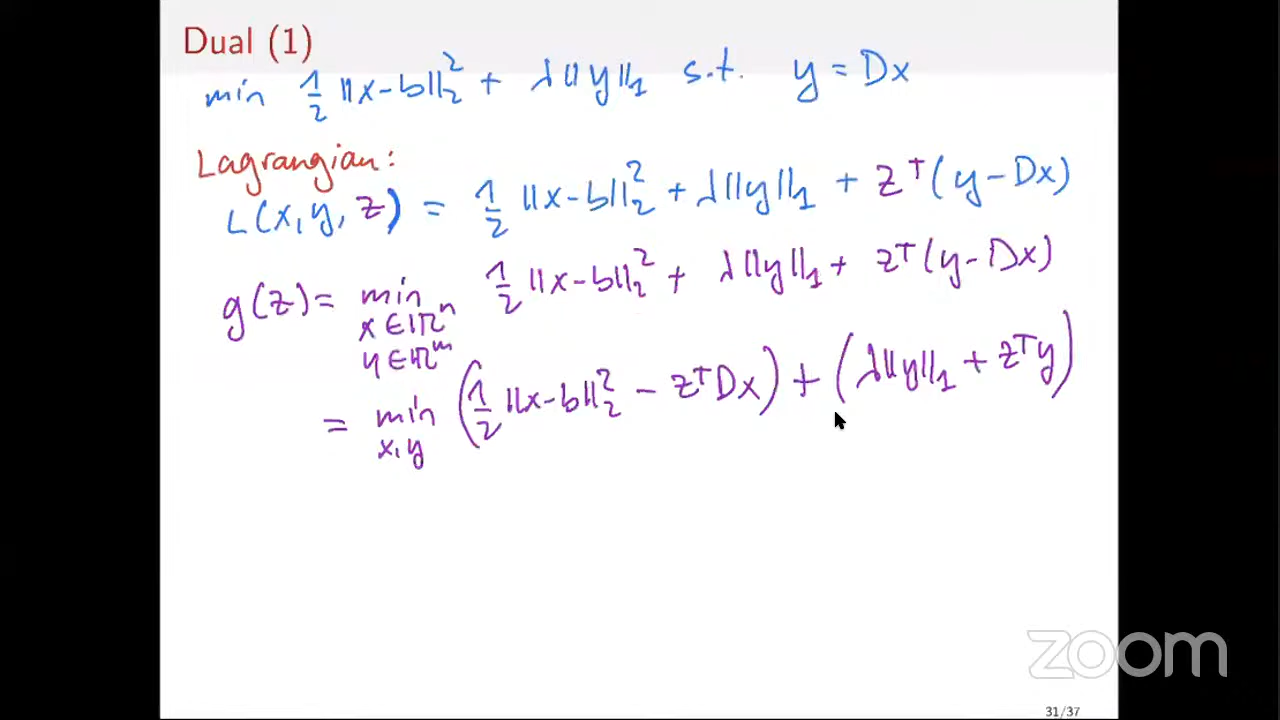 Dual (1)
min 1/2 ||x-b||₂² + λ||y||₁ s.t. y = Dx
Lagrangian:
L(x, y, z) = 1/2 ||x-b||₂² + λ||y||₁ + zᵀ(y-Dx)
g(z) = min x∈ℝⁿ y∈ℝᵐ 1/2 ||x-b||₂² + λ||y||₁ + zᵀ(y-Dx)
= min x,y (1/2 ||x-b||₂² - zᵀDx) + (λ||y||₁ + zᵀy)
zoom
31/37